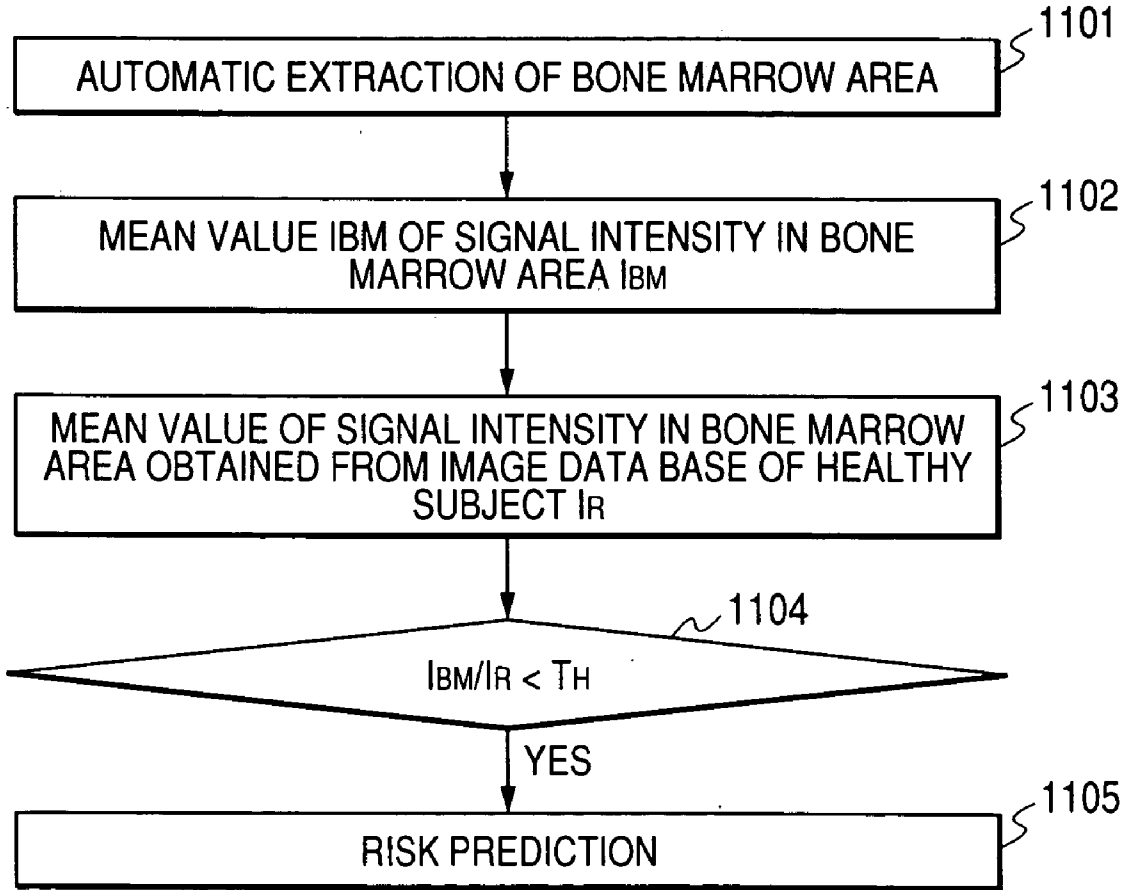 1101
AUTOMATIC EXTRACTION OF BONE MARROW AREA
1102
MEAN VALUE IBM OF SIGNAL INTENSITY IN BONE
MARROW AREA IBM
1103
MEAN VALUE OF SIGNAL INTENSITY IN BONE MARROW
AREA OBTAINED FROM IMAGE DATA BASE OF HEALTHY
SUBJECT IR
1104
IBM/IR < TH
YES
1105
RISK PREDICTION